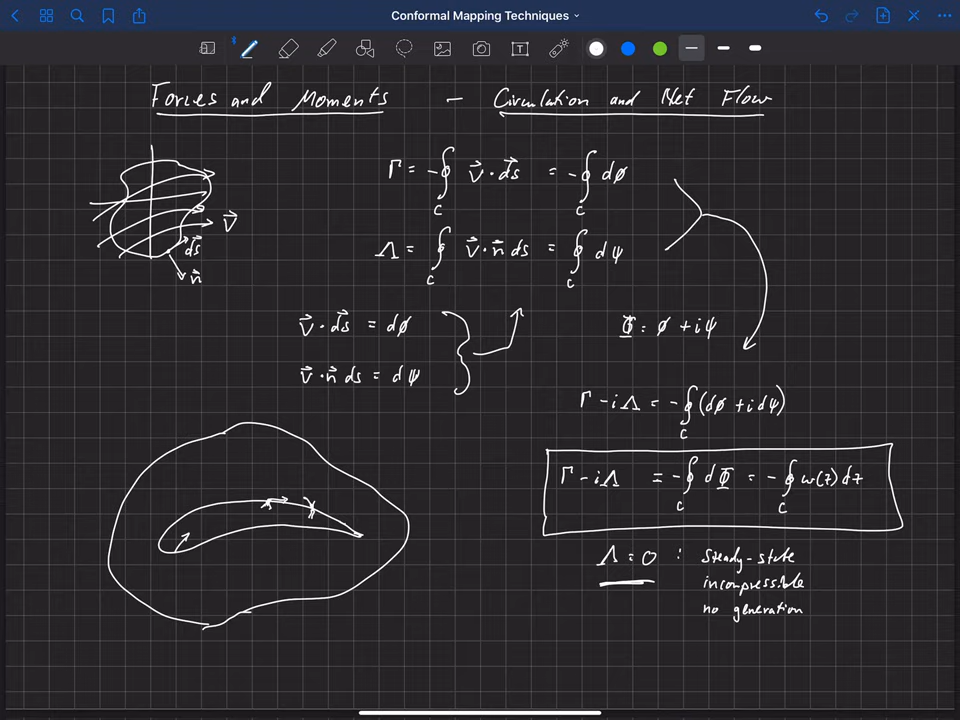 Conformal Mapping Techniques
Forces and Moments - Circulation and Net Flow
Γ = -∮_C v⃗ · ds⃗ = -∮_C dϕ
Λ = ∮_C v⃗ · n⃗ ds = ∮_C dψ
V⃗
ds⃗
n⃗
v⃗ · ds⃗ = dϕ
v⃗ · n⃗ ds = dψ
Φ = ϕ + iψ
Γ - iΛ = -∮_C (dϕ + i dψ)
Γ - iΛ = -∮_C dΦ = -∮_C w(z) dz
Λ = 0 : steady-state
incompressible
no generation